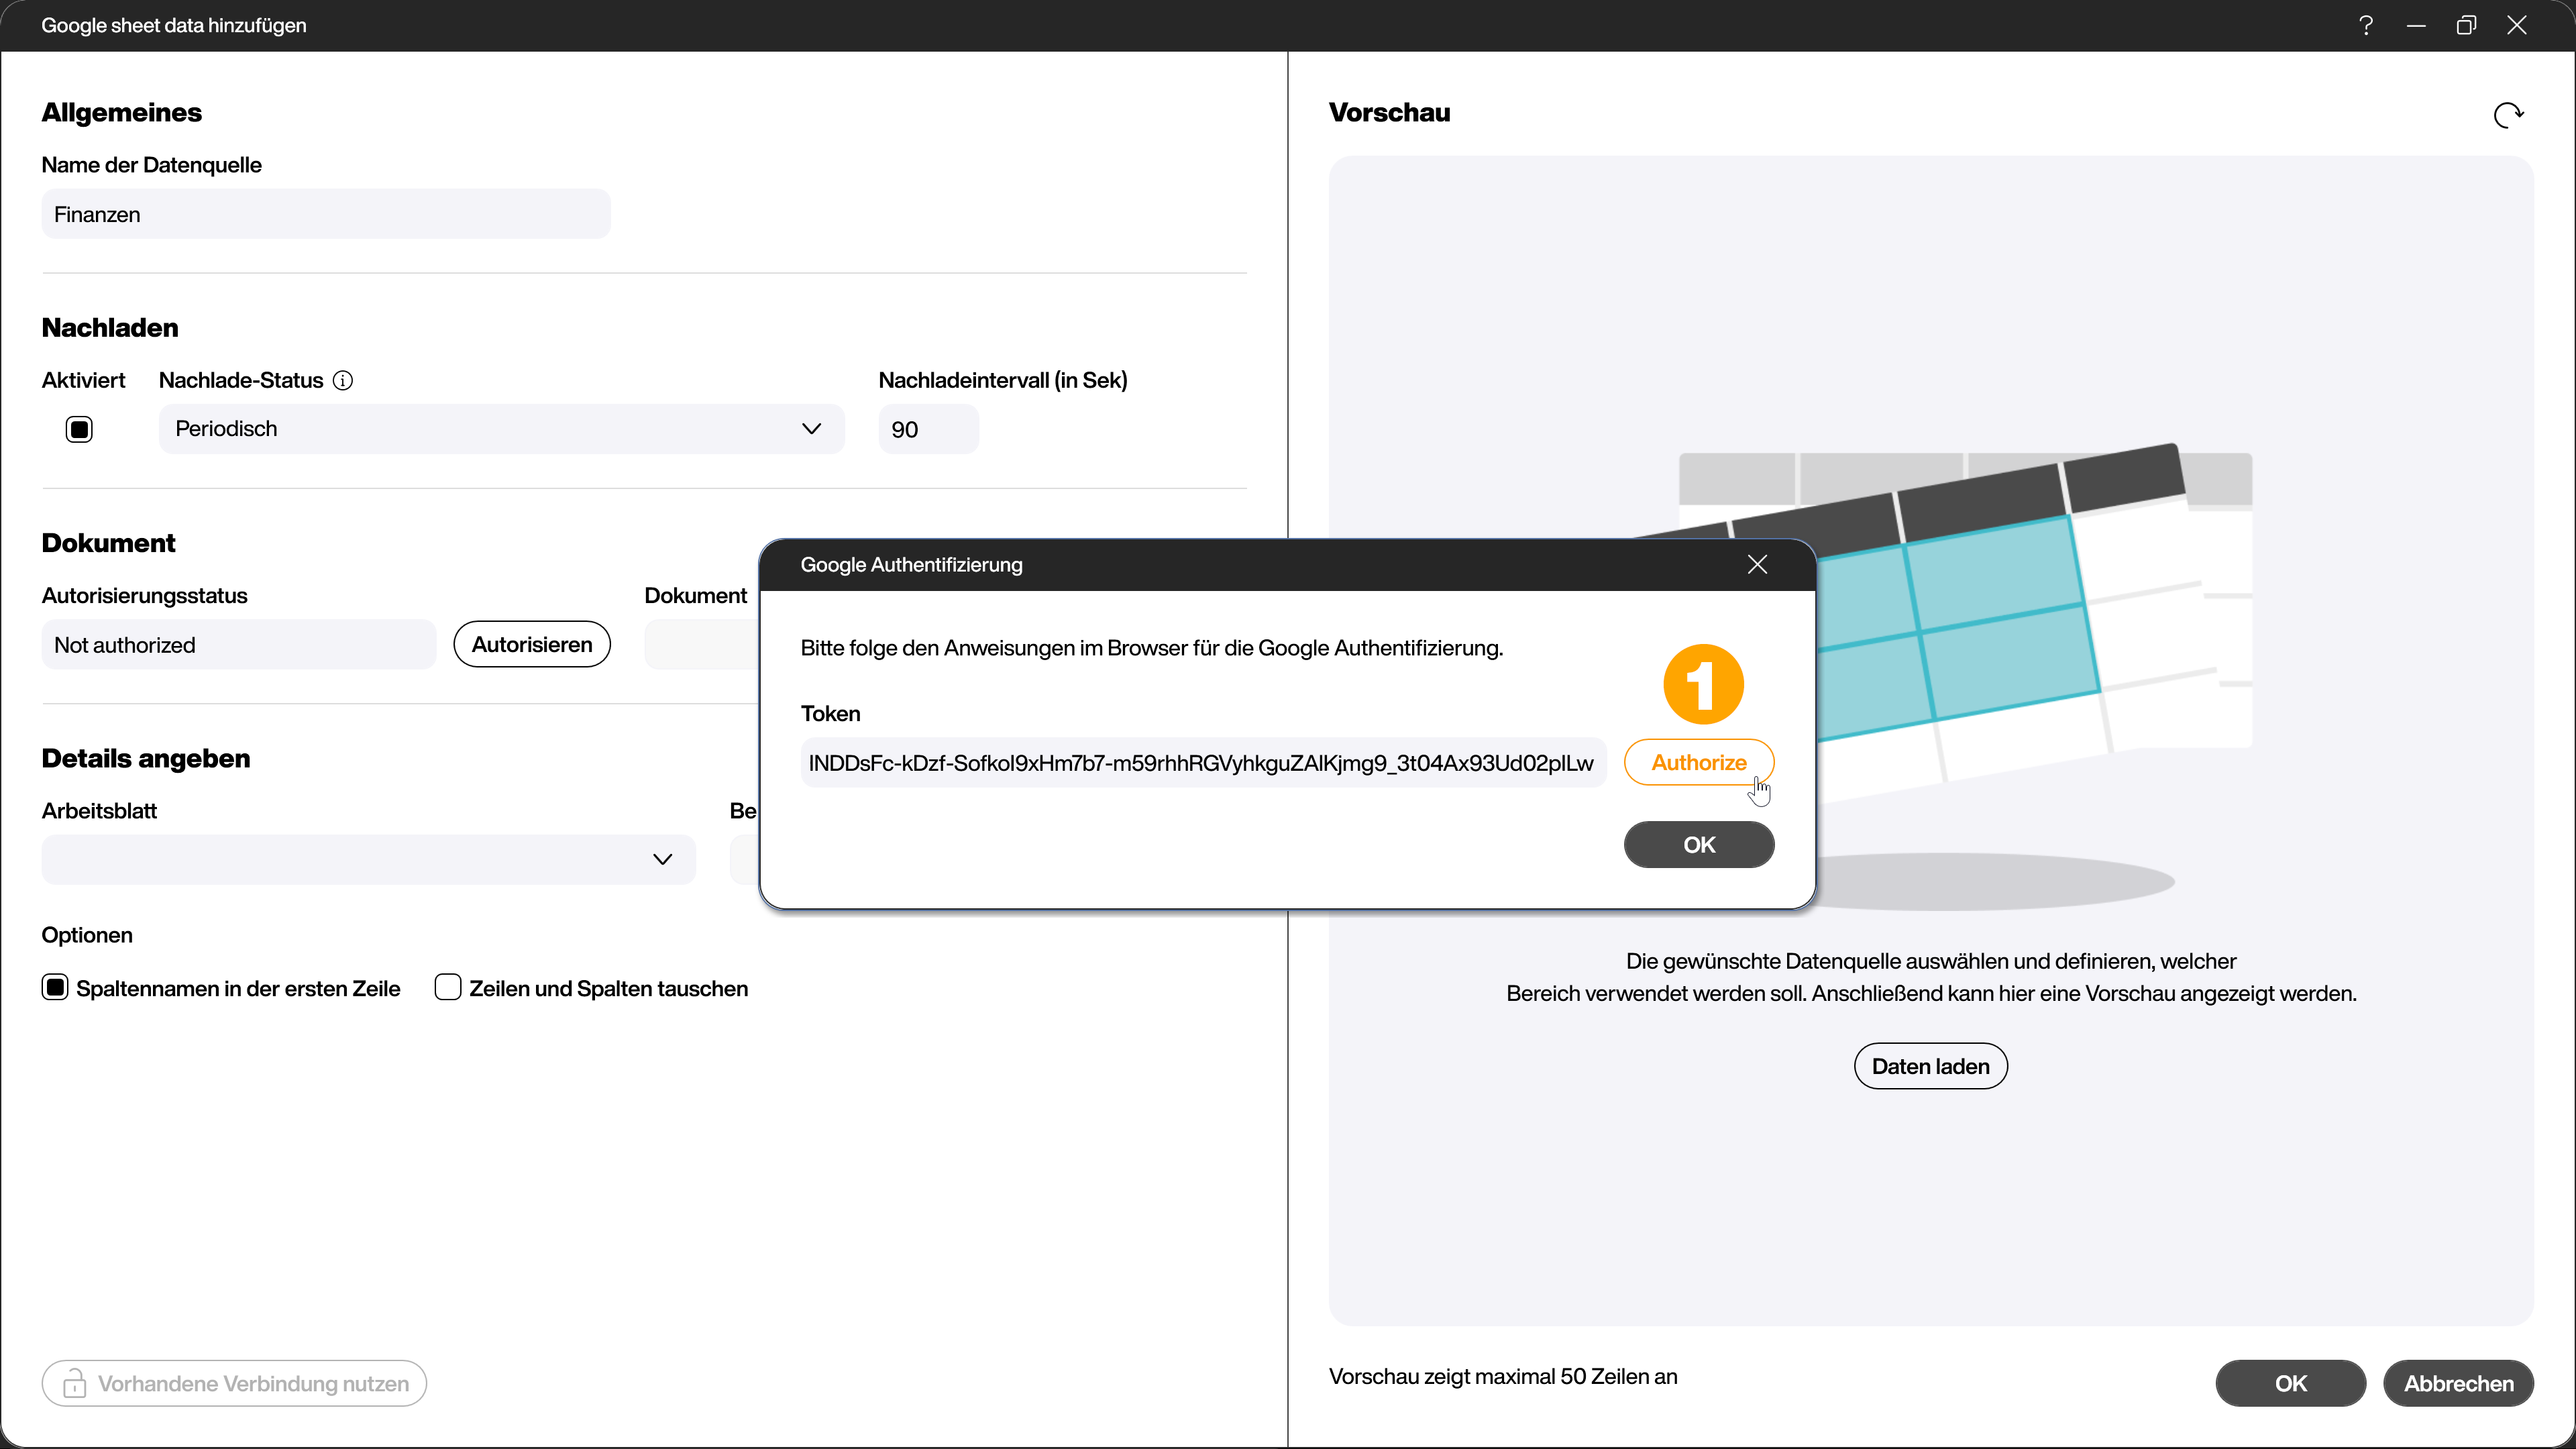 Google sheet data hinzufügen
?
Allgemeines
Name der Datenquelle
Finanzen
Nachladen
Aktiviert
Nachlade-Status
Nachladeintervall (in Sek)
Periodisch
90
Dokument
Autorisierungsstatus
Dokument
Not authorized
Autorisieren
Details angeben
Arbeitsblatt
Be
Optionen
Spaltennamen in der ersten Zeile
Zeilen und Spalten tauschen
Vorhandene Verbindung nutzen
Google Authentifizierung
Bitte folge den Anweisungen im Browser für die Google Authentifizierung.
1
Token
INDDsFc-kDzf-Sofkol9xHm7b7-m59rhhRGVyhkguZAlKjmg9_3t04Ax93Ud02plLw
Authorize
OK
Vorschau
Die gewünschte Datenquelle auswählen und definieren, welcher
Bereich verwendet werden soll. Anschließend kann hier eine Vorschau angezeigt werden.
Daten laden
Vorschau zeigt maximal 50 Zeilen an
OK
Abbrechen